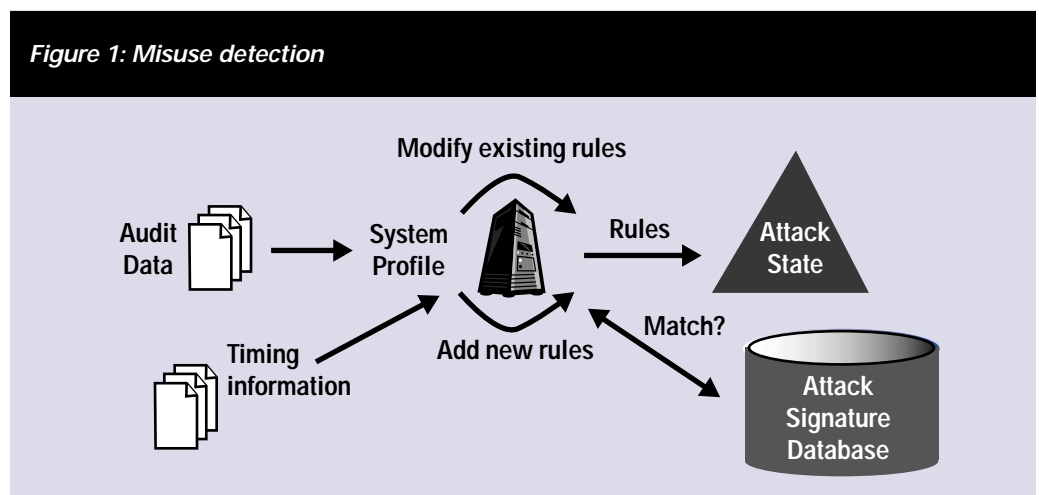 Figure 1: Misuse detection
Modify existing rules
Audit
Data
System
Profile
Rules
Attack
State
Timing
information
Add new rules
Match?
Attack
Signature
Database